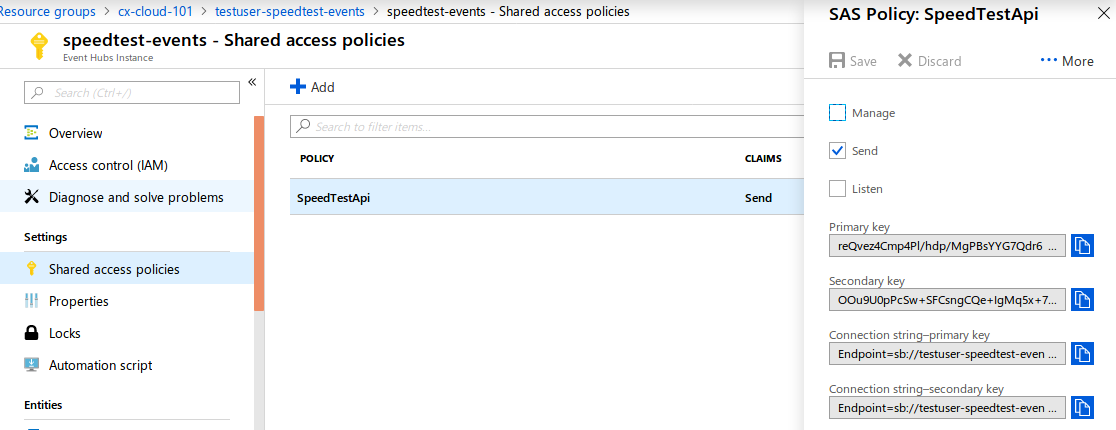 Resource groups > cx-cloud-101 > testuser-speedtest-events > speedtest-events - Shared access policies
speedtest-events - Shared access policies
Event Hubs Instance
Search (Ctrl+/)
Overview
Access control (IAM)
Diagnose and solve problems
Settings
Shared access policies
Properties
Locks
Automation script
Entities
Add
Search to filter items...
POLICY CLAIMS
SpeedTestApi Send
SAS Policy: SpeedTestApi
Save Discard ... More
Manage
Send
Listen
Primary key
reQvez4Cmp4Pl/hdp/MgPBsYYG7Qdr6 ...
Secondary key
OOu9U0pPcSw+SFCsngCQe+IgMq5x+7...
Connection string–primary key
Endpoint=sb://testuser-speedtest-even ...
Connection string–secondary key
Endpoint=sb://testuser-speedtest-even ...